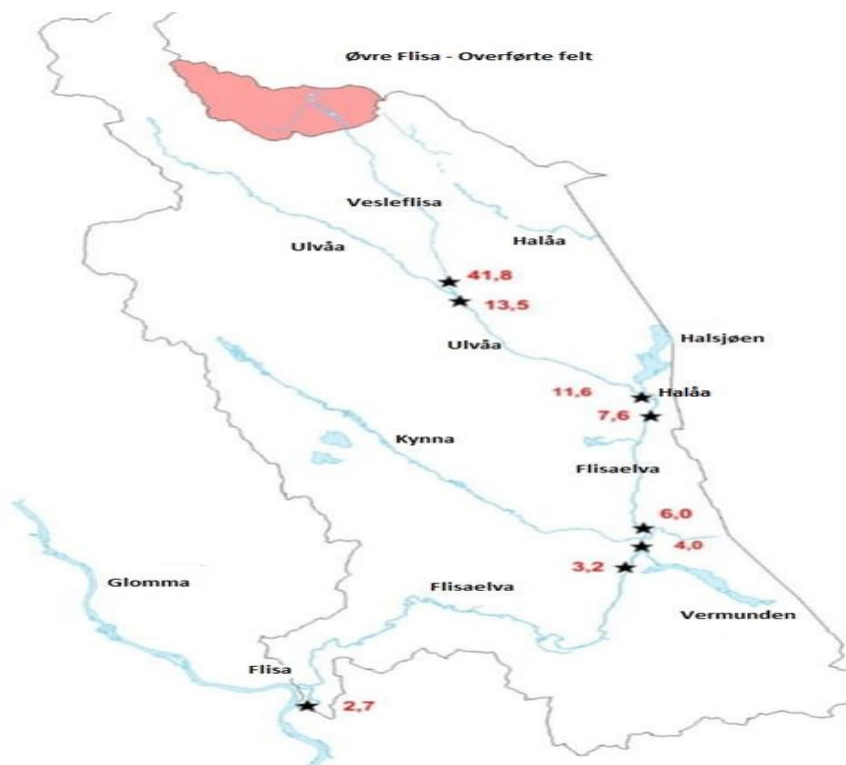 Øvre Flisa - Overførte felt
Vesleflisa
Ulvåa
Halåa
41,8
13,5
Ulvåa
Halsjøen
11,6
Halåa
7,6
Kynna
Flisaelva
6,0
4,0
3,2
Glomma
Flisaelva
Vermunden
Flisa
2,7